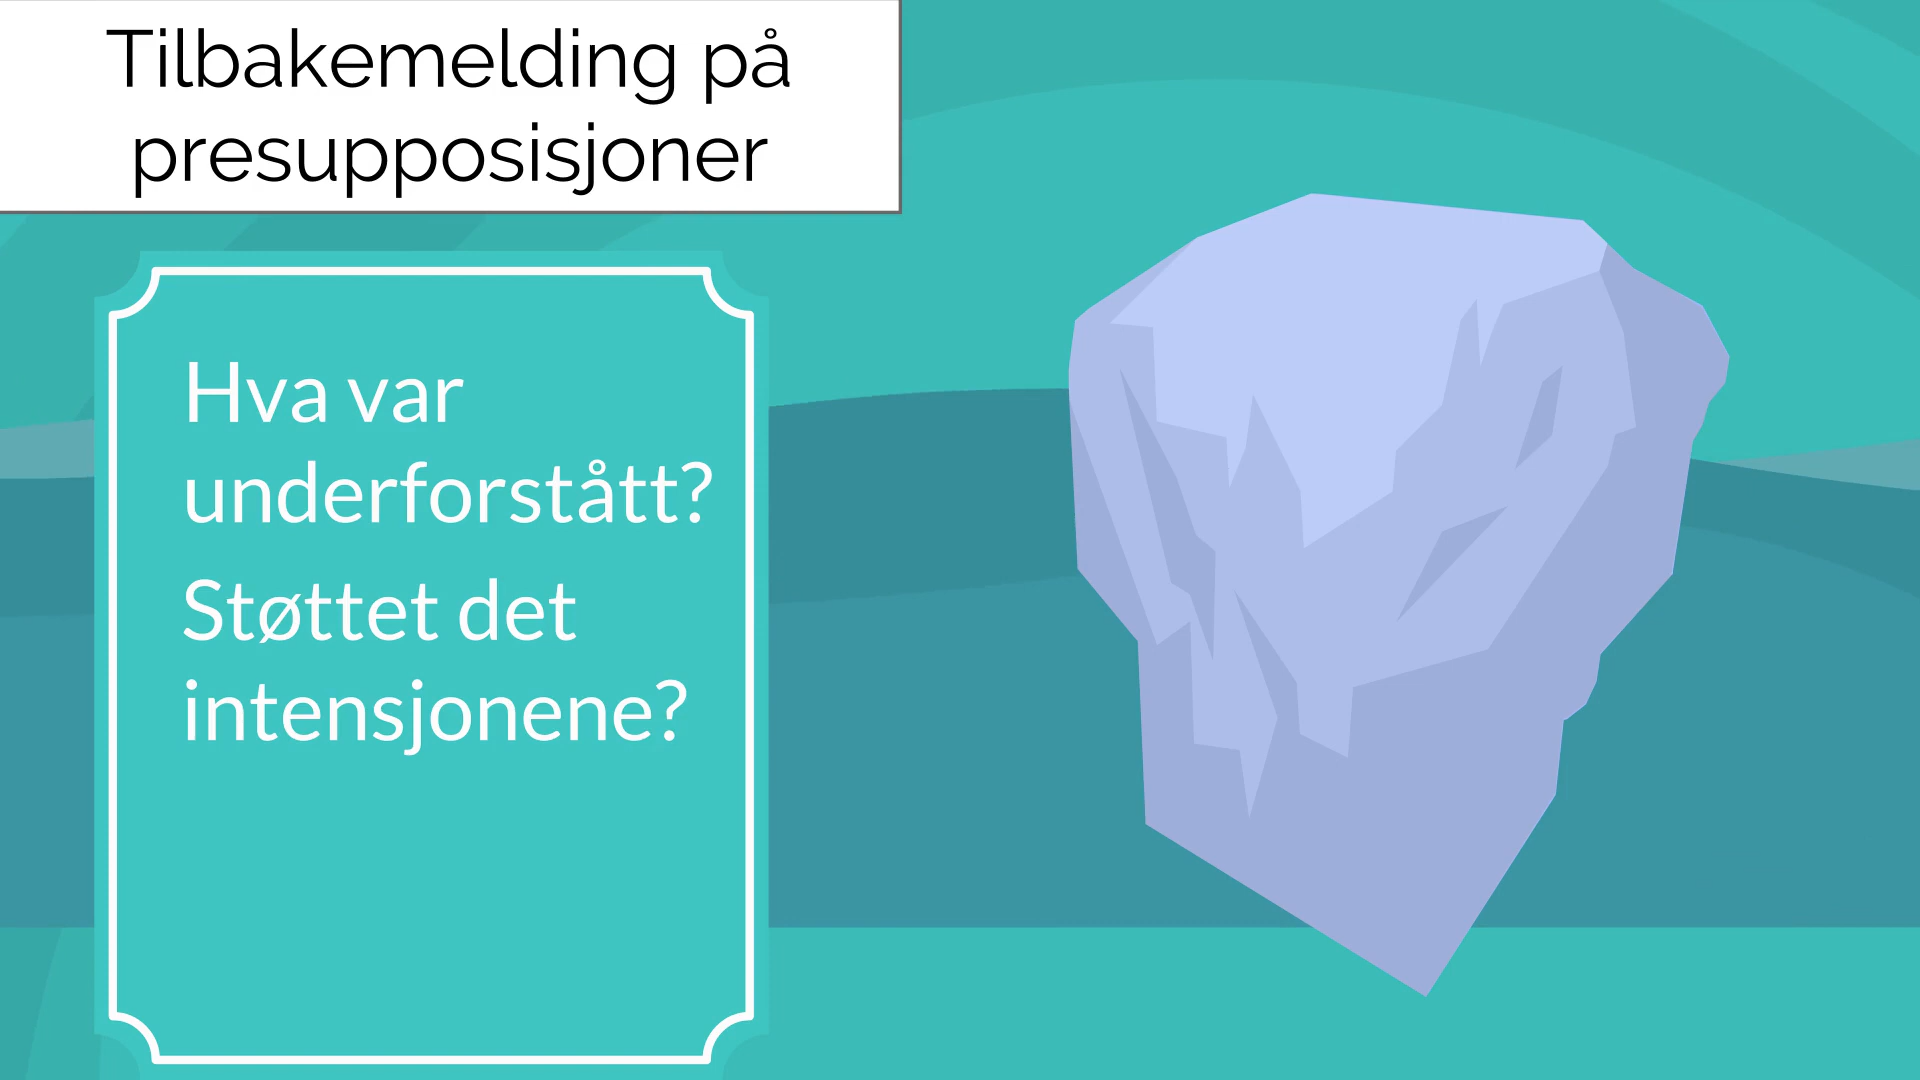 Tilbakemelding på
presupposisjoner
Hva var
underforstått?
Støttet det
intensjonene?